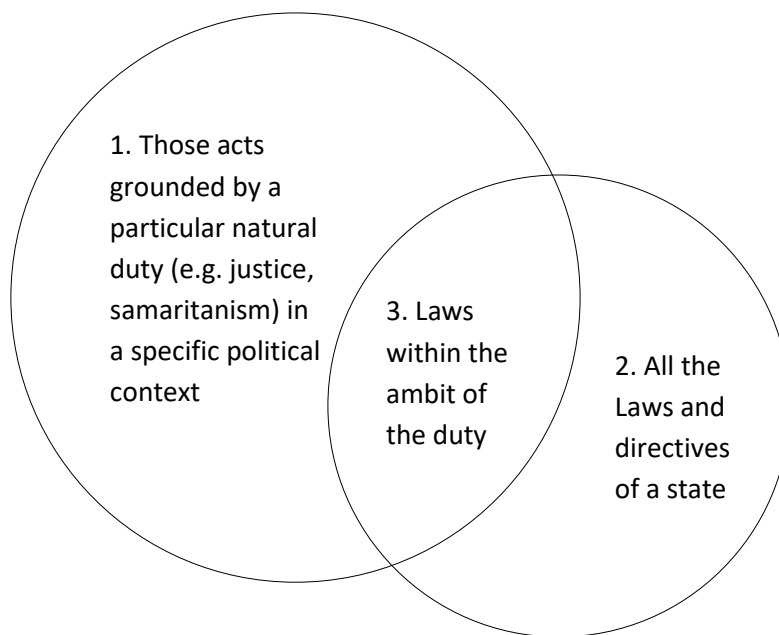 1. Those acts
grounded by a
particular natural
duty (e.g. justice,
samaritanism) in
a specific political
context
3. Laws
within the
ambit of
the duty
2. All the
Laws and
directives
of a state